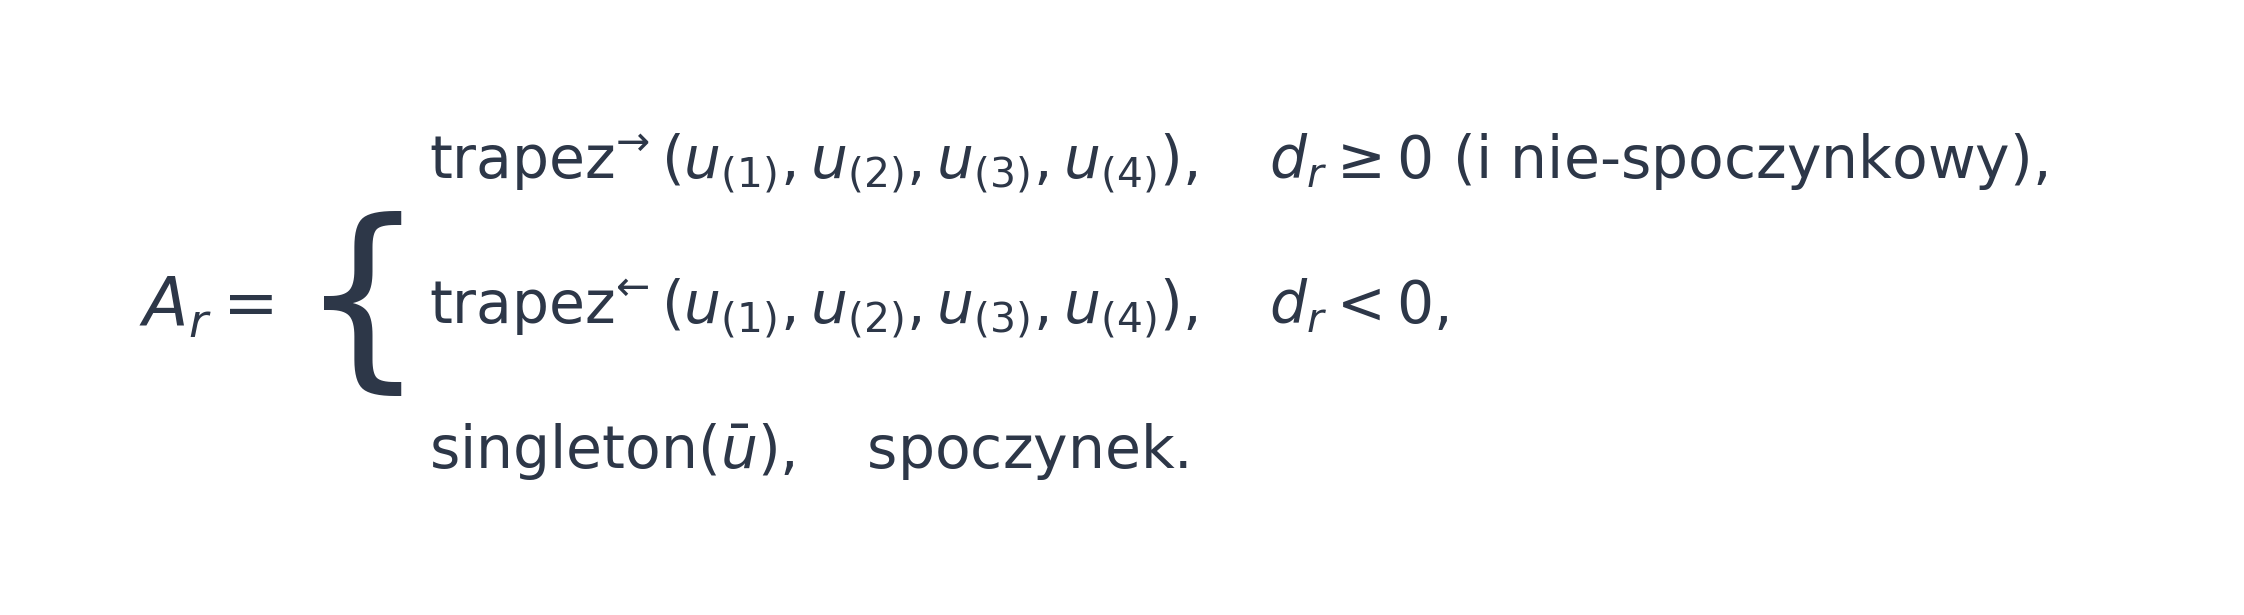 trapez→(u(1), u(2), u(3), u(4)),  dr ≥ 0 (i nie-spoczynkowy),
Ar = { trapez←(u(1), u(2), u(3), u(4)),  dr < 0,
singleton(ū),  spoczynek.